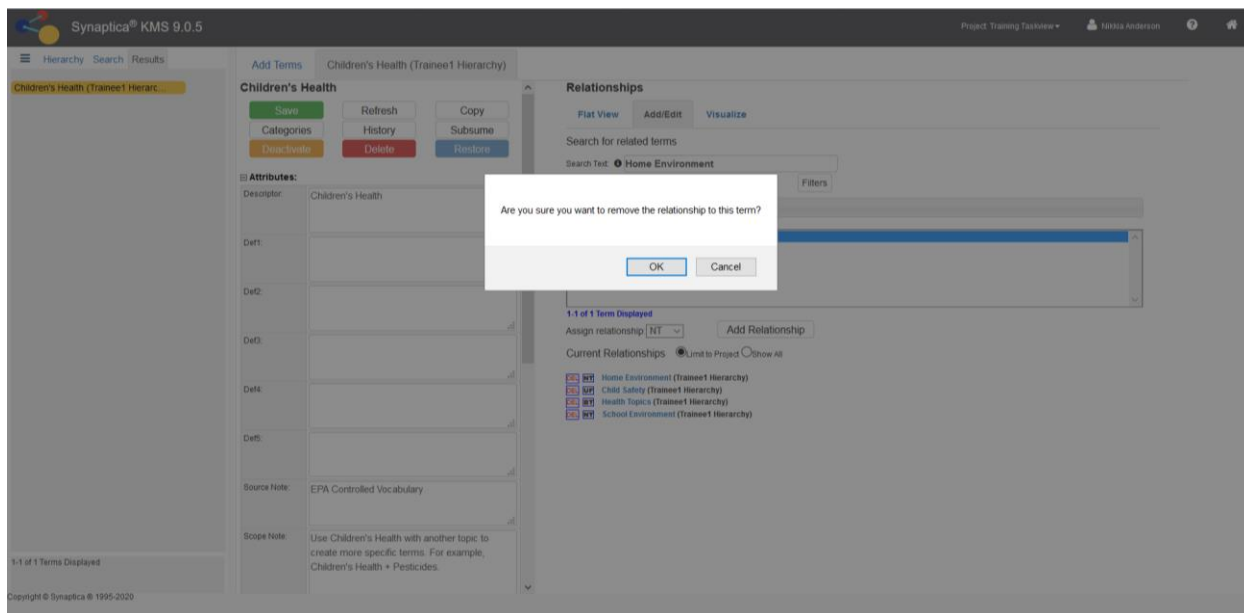 Synaptica® KMS 9.0.5
Project Training Taskview
Nikkia Anderson
Hierarchy Search Results
Children's Health (Trainee1 Hierarc...
1-1 of 1 Terms Displayed
Copyright © Synaptica ® 1995-2020
Add Terms Children's Health (Trainee1 Hierarchy)
Children's Health
Save Refresh Copy
Categories History Subsume
Deactivate Delete Restore
Attributes:
Descriptor: Children's Health
Def1:
Def2:
Def3:
Def4:
Def5:
Source Note: EPA Controlled Vocabulary
Scope Note: Use Children's Health with another topic to
create more specific terms. For example,
Children's Health + Pesticides.
Relationships
Flat View Add/Edit Visualize
Search for related terms
Search Text: Home Environment
Filters
Are you sure you want to remove the relationship to this term?
OK Cancel
1-1 of 1 Term Displayed
Assign relationship NT Add Relationship
Current Relationships Limit to Project Show All
DEL NT Home Environment (Trainee1 Hierarchy)
DEL UF Child Safety (Trainee1 Hierarchy)
DEL Health Topics (Trainee1 Hierarchy)
DEL School Environment (Trainee1 Hierarchy)